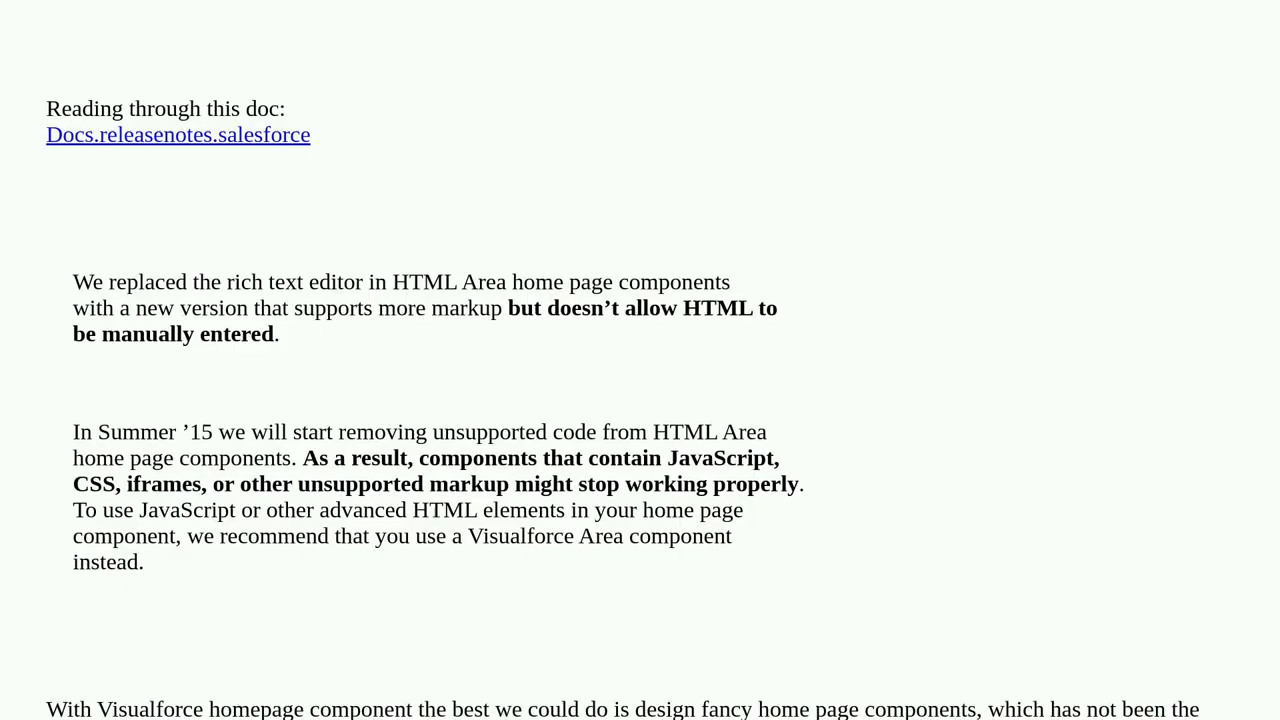 Reading through this doc:
Docs.releasenotes.salesforce
We replaced the rich text editor in HTML Area home page components
with a new version that supports more markup but doesn’t allow HTML to
be manually entered.
In Summer ’15 we will start removing unsupported code from HTML Area
home page components. As a result, components that contain JavaScript,
CSS, iframes, or other unsupported markup might stop working properly.
To use JavaScript or other advanced HTML elements in your home page
component, we recommend that you use a Visualforce Area component
instead.
With Visualforce homepage component the best we could do is design fancy home page components, which has not been the